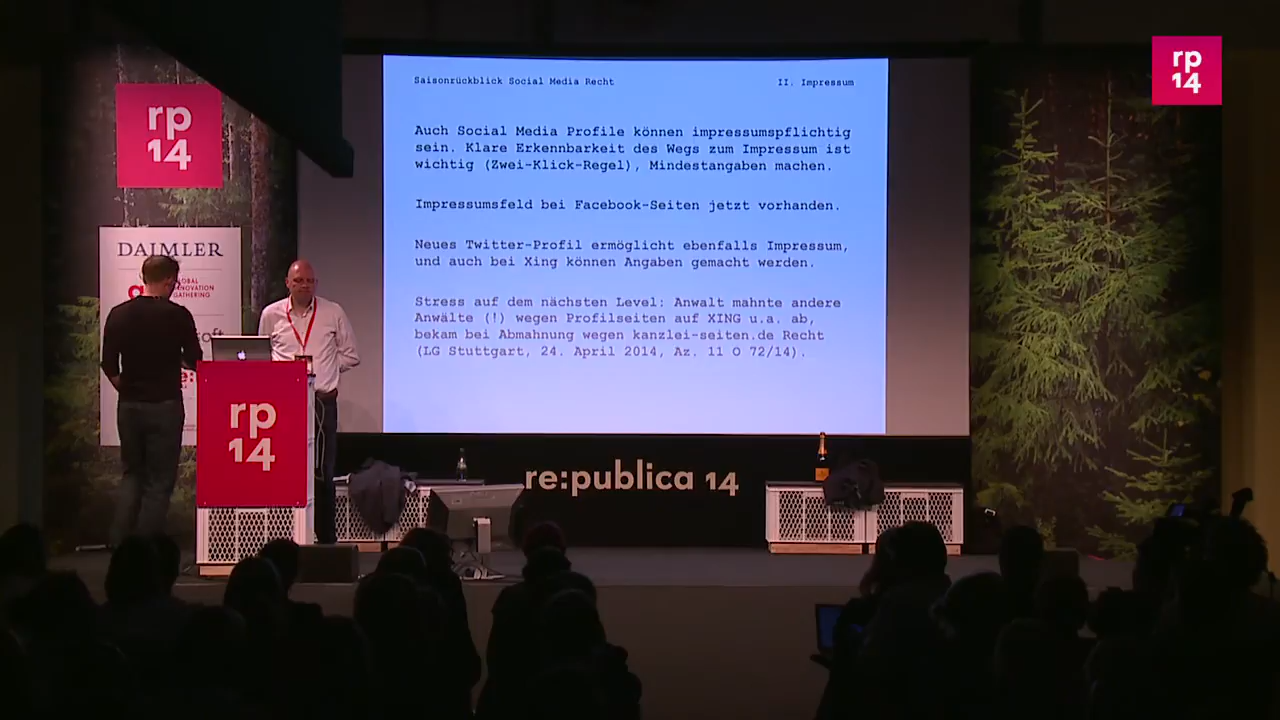 rp
14
rp
14
Saisonrückblick Social Media Recht
II. Impressum
Auch Social Media Profile können impressumspflichtig
sein. Klare Erkennbarkeit des Wegs zum Impressum ist
wichtig (Zwei-Klick-Regel), Mindestangaben machen.
Impressumsfeld bei Facebook-Seiten jetzt vorhanden.
Neues Twitter-Profil ermöglicht ebenfalls Impressum,
und auch bei Xing können Angaben gemacht werden.
Stress auf dem nächsten Level: Anwalt mahnte andere
Anwälte (!) wegen Profilseiten auf XING u.a. ab,
bekam bei Abmahnung wegen kanzlei-seiten.de Recht
(LG Stuttgart, 24. April 2014, Az. 11 O 72/14).
DAIMLER
GATHERING
rp
14
re:publica 14